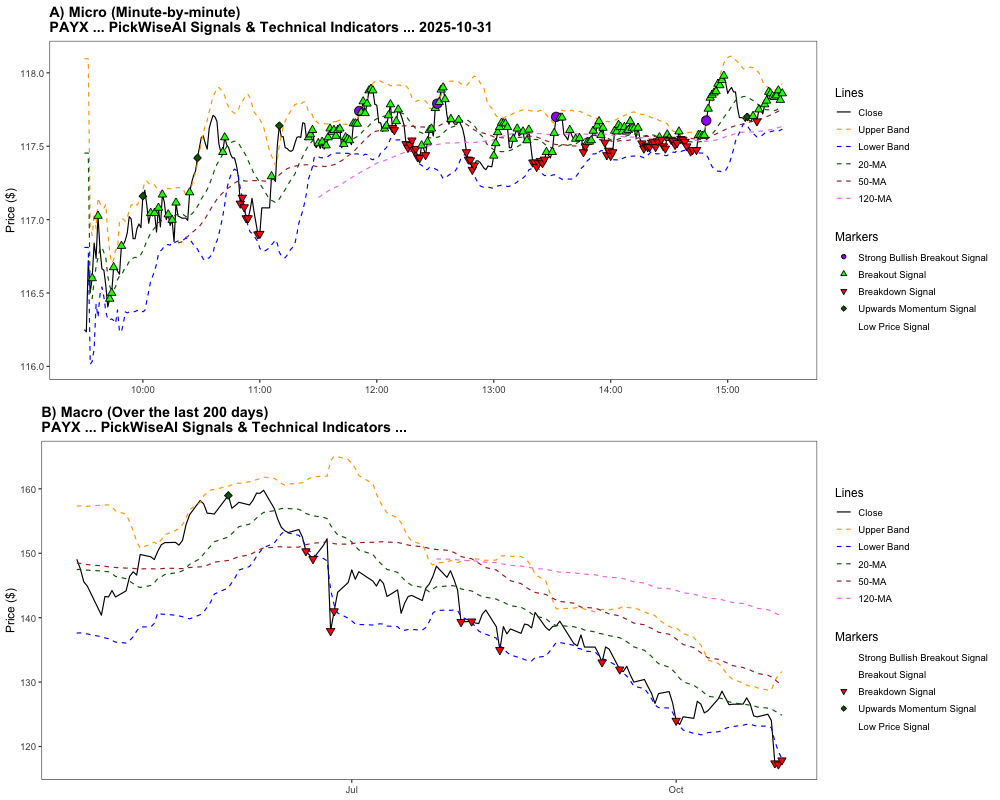 A) Micro (Minute-by-minute)
PAYX ... PickWiseAI Signals & Technical Indicators ... 2025-10-31
Price ($)
118.0
117.5
117.0
116.5
116.0
10:00
11:00
12:00
13:00
14:00
15:00
Lines
Close
Upper Band
Lower Band
20-MA
50-MA
120-MA
Markers
Strong Bullish Breakout Signal
Breakout Signal
Breakdown Signal
Upwards Momentum Signal
Low Price Signal
B) Macro (Over the last 200 days)
PAYX ... PickWiseAI Signals & Technical Indicators ...
Price ($)
160
150
140
130
120
Jul
Oct
Lines
Close
Upper Band
Lower Band
20-MA
50-MA
120-MA
Markers
Strong Bullish Breakout Signal
Breakout Signal
Breakdown Signal
Upwards Momentum Signal
Low Price Signal